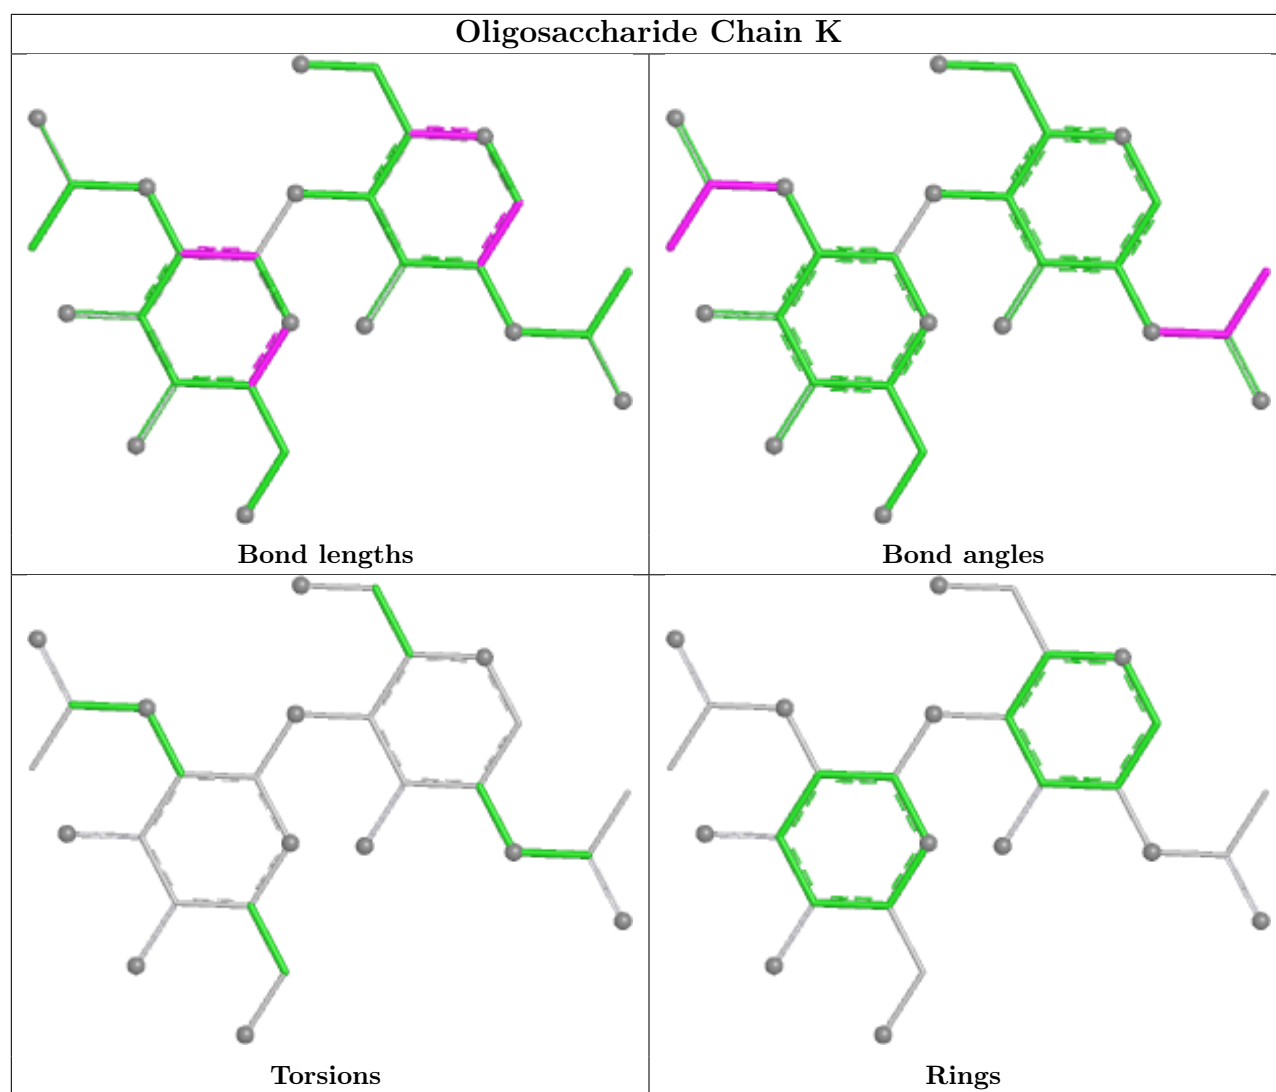 Oligosaccharide Chain K
Bond lengths
Bond angles
Torsions
Rings